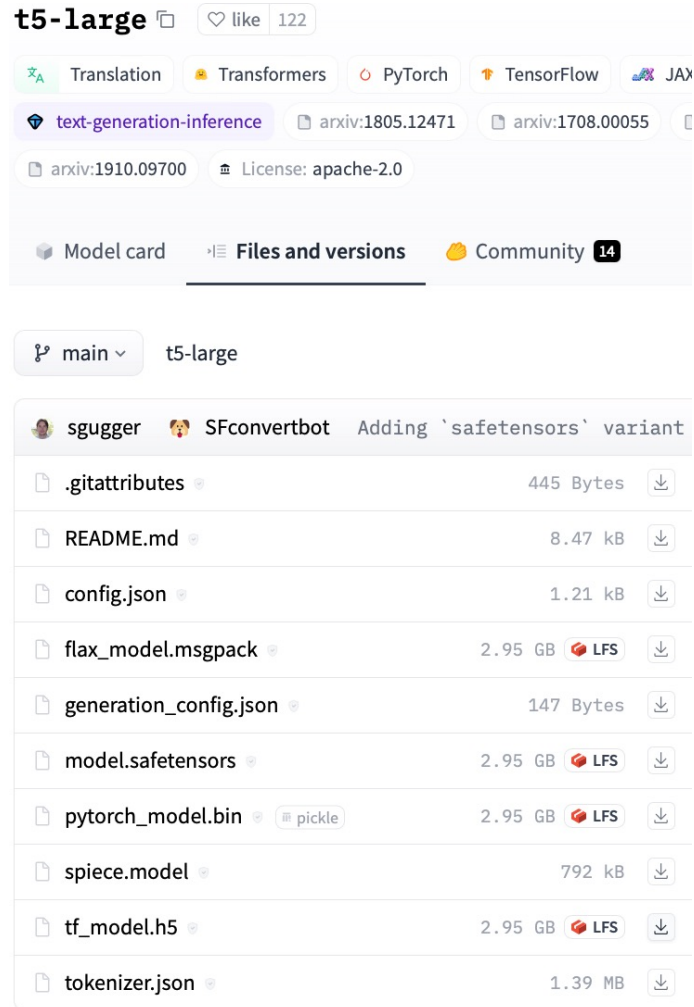 t5-large like 122
Translation Transformers PyTorch TensorFlow JAX
text-generation-inference arxiv:1805.12471 arxiv:1708.00055
arxiv:1910.09700 License: apache-2.0
Model card Files and versions Community 14
main t5-large
sgugger SFconvertbot Adding `safetensors` variant
.gitattributes 445 Bytes
README.md 8.47 kB
config.json 1.21 kB
flax_model.msgpack 2.95 GB LFS
generation_config.json 147 Bytes
model.safetensors 2.95 GB LFS
pytorch_model.bin pickle 2.95 GB LFS
spiece.model 792 kB
tf_model.h5 2.95 GB LFS
tokenizer.json 1.39 MB